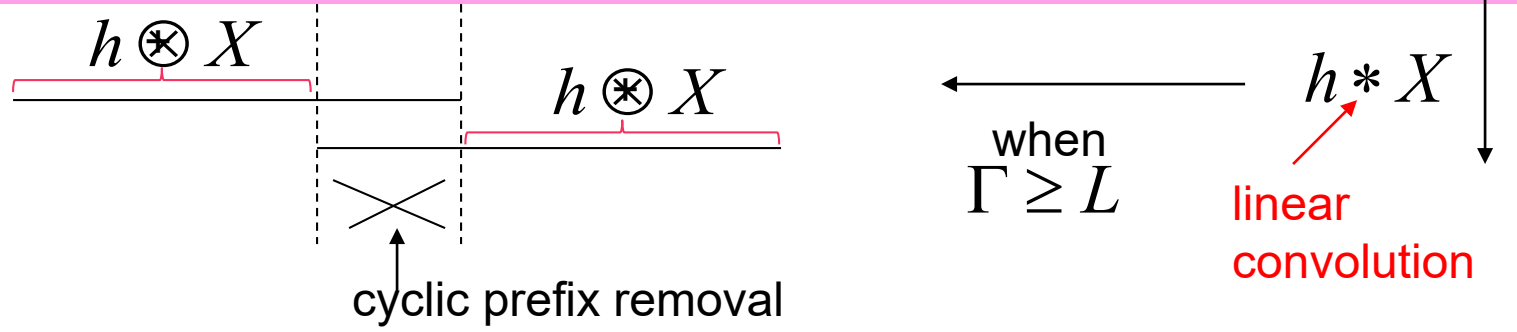 h ⊛ X
h ⊛ X
h * X
when
Γ ≥ L
linear
convolution
cyclic prefix removal